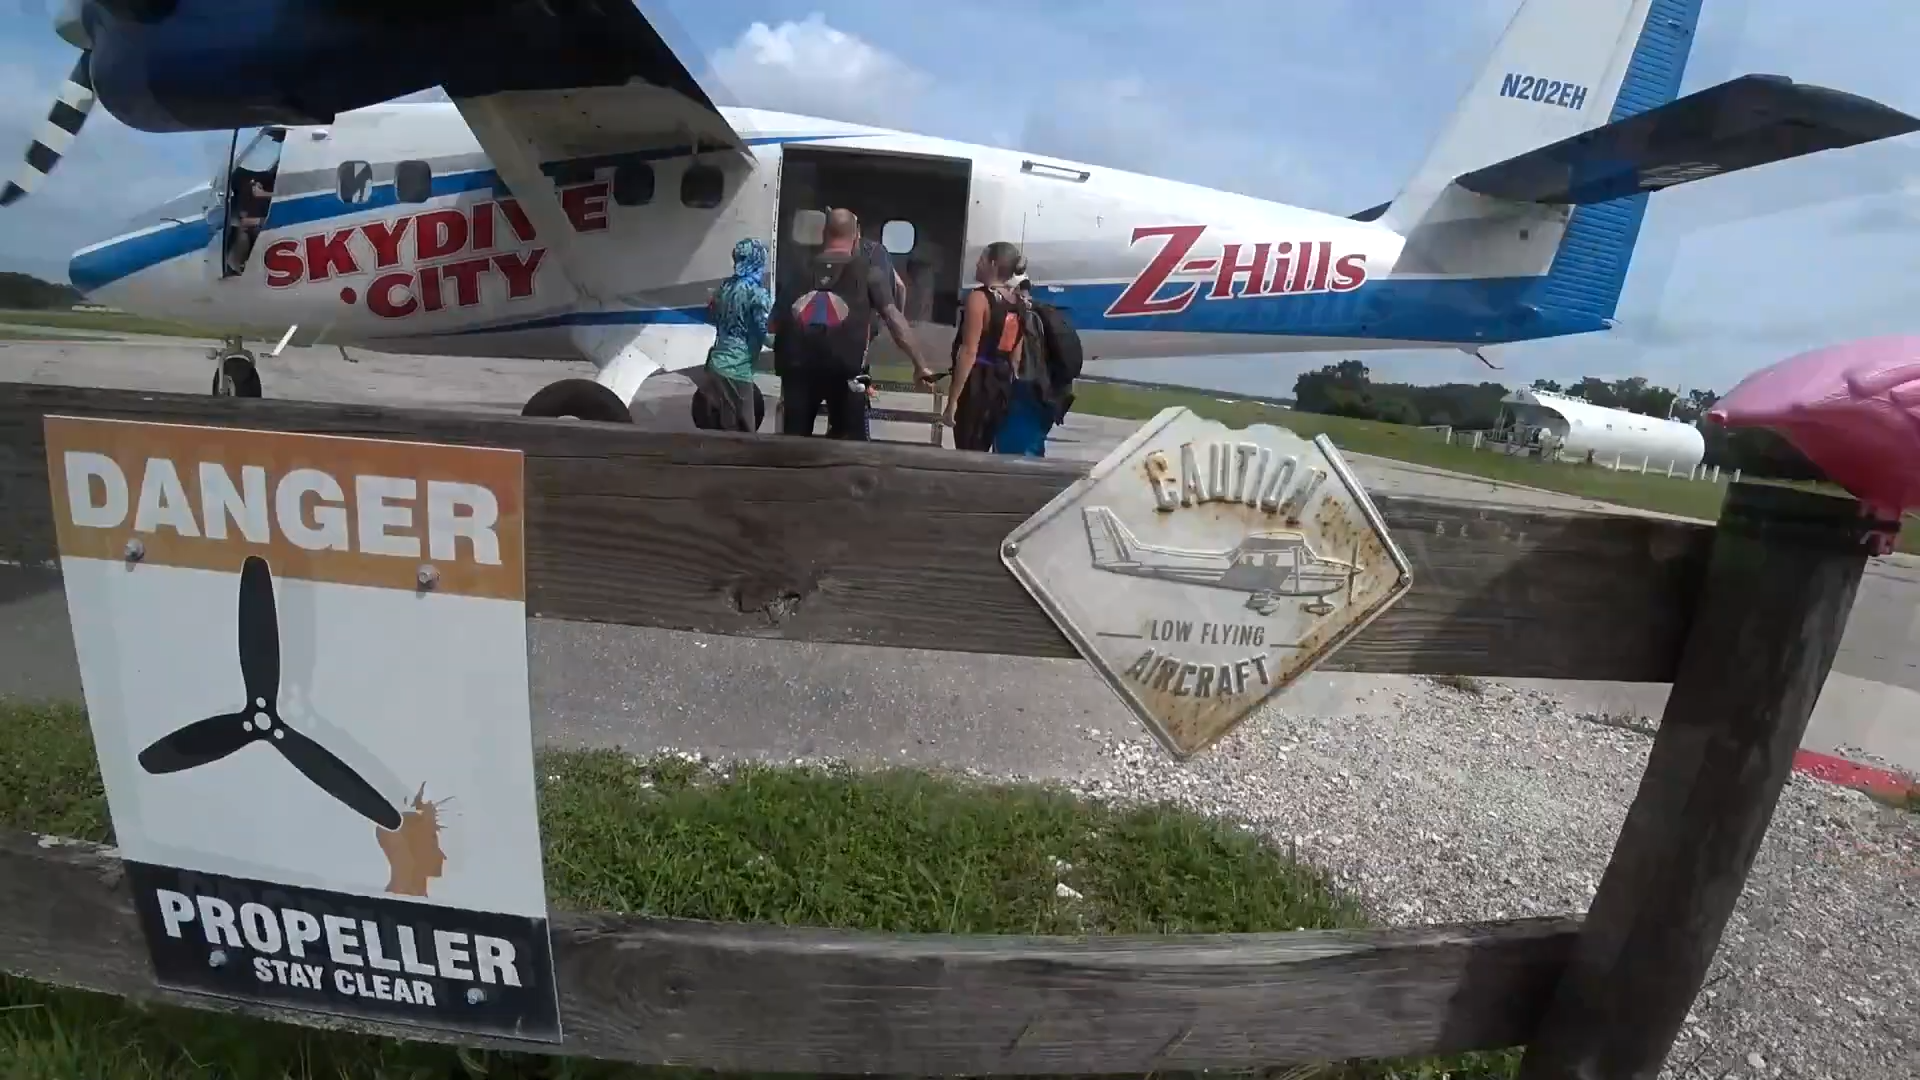 N202EH
SKYDIVE
CITY
Z-Hills
DANGER
PROPELLER
STAY CLEAR
CAUTION
LOW FLYING
AIRCRAFT